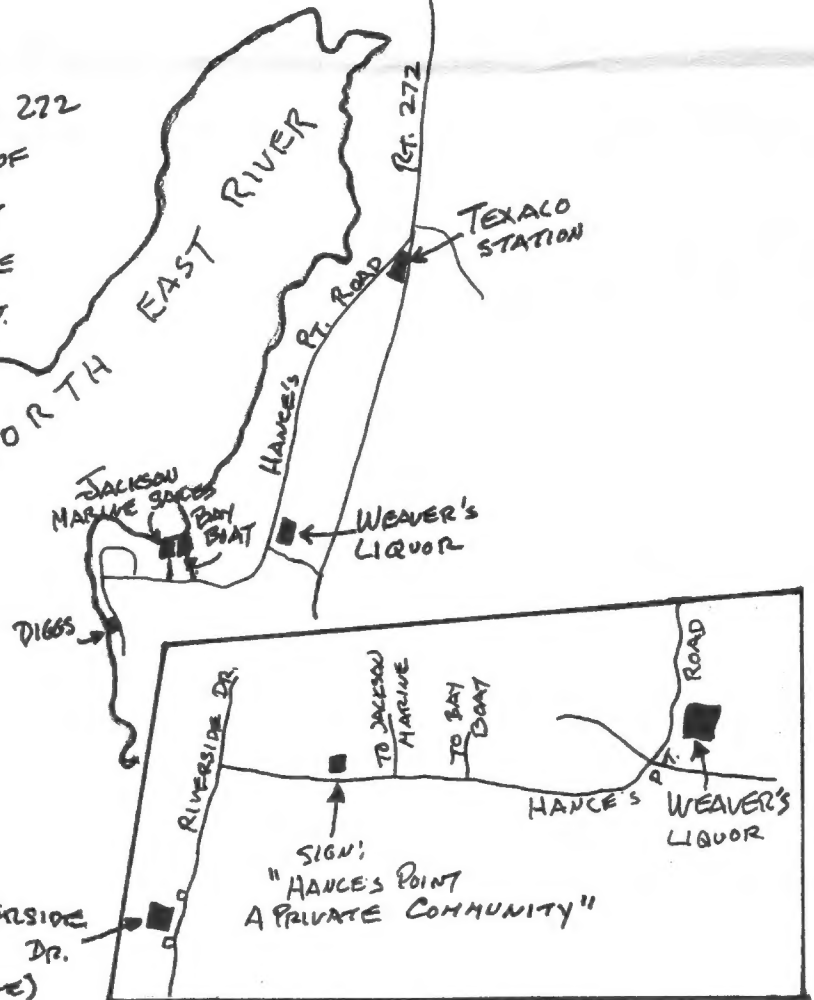 272
OF
RT. 272
TEXACO
STATION
NORTH EAST RIVER
HANCE'S PT. ROAD
JACKSON
MARINE SALES
BAY
BOAT
WEAVER'S
LIQUOR
DIGGS
RIVERSIDE DR.
TO JACKSON
MARINE
TO BAY
BOAT
ROAD
PT.
HANCE'S
WEAVER'S
LIQUOR
SIGN:
"HANCE'S POINT
A PRIVATE COMMUNITY"
ERSIDE
DR.
E)